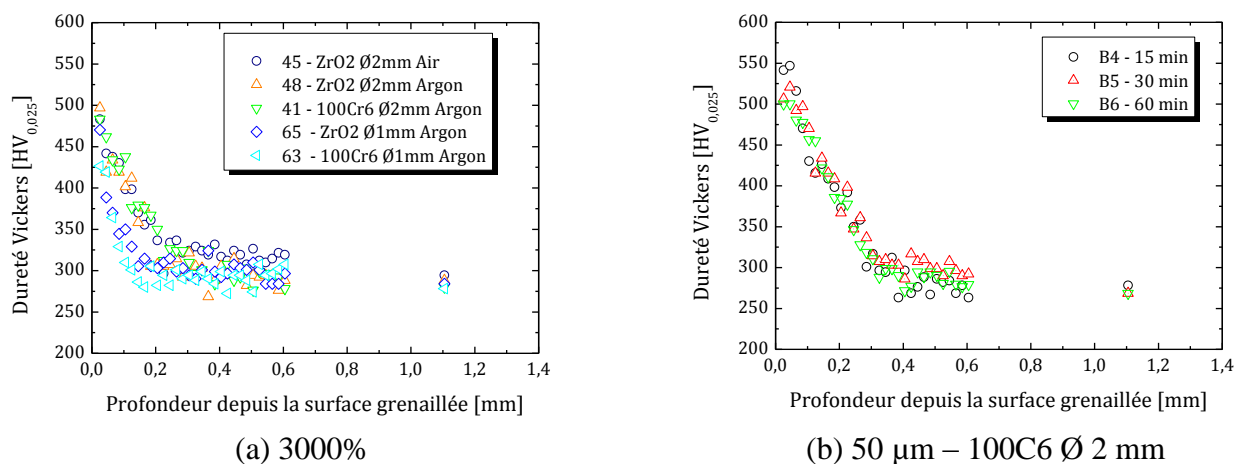 600
550
500
450
400
350
300
250
200
Dureté Vickers [HV0,025]
45 - ZrO2 Ø2mm Air
48 - ZrO2 Ø2mm Argon
41 - 100Cr6 Ø2mm Argon
65 - ZrO2 Ø1mm Argon
63 - 100Cr6 Ø1mm Argon
0,0 0,2 0,4 0,6 0,8 1,0 1,2 1,4
Profondeur depuis la surface grenaillée [mm]
(a) 3000%
600
550
500
450
400
350
300
250
200
Dureté Vickers [HV0,025]
B4 - 15 min
B5 - 30 min
B6 - 60 min
0,0 0,2 0,4 0,6 0,8 1,0 1,2 1,4
Profondeur depuis la surface grenaillée [mm]
(b) 50 µm – 100C6 Ø 2 mm